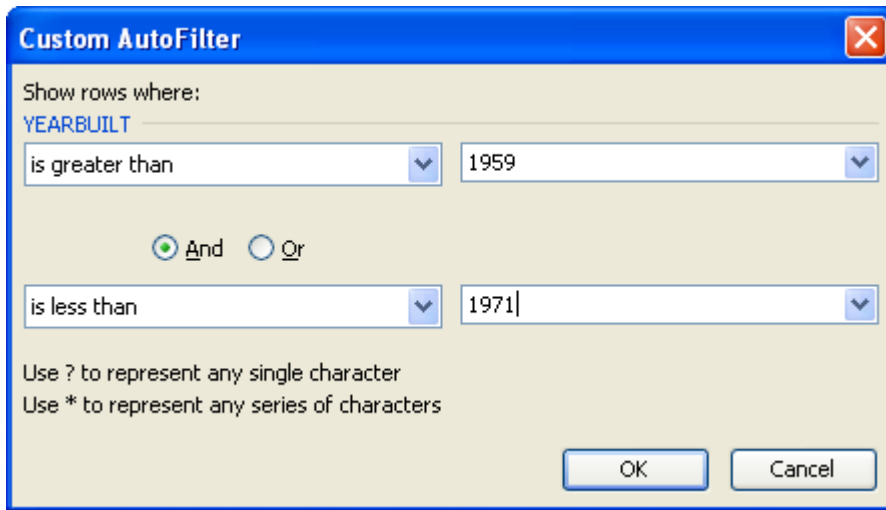 Custom AutoFilter
Show rows where:
YEARBUILT
is greater than 1959
And Or
is less than 1971
Use ? to represent any single character
Use * to represent any series of characters
OK Cancel